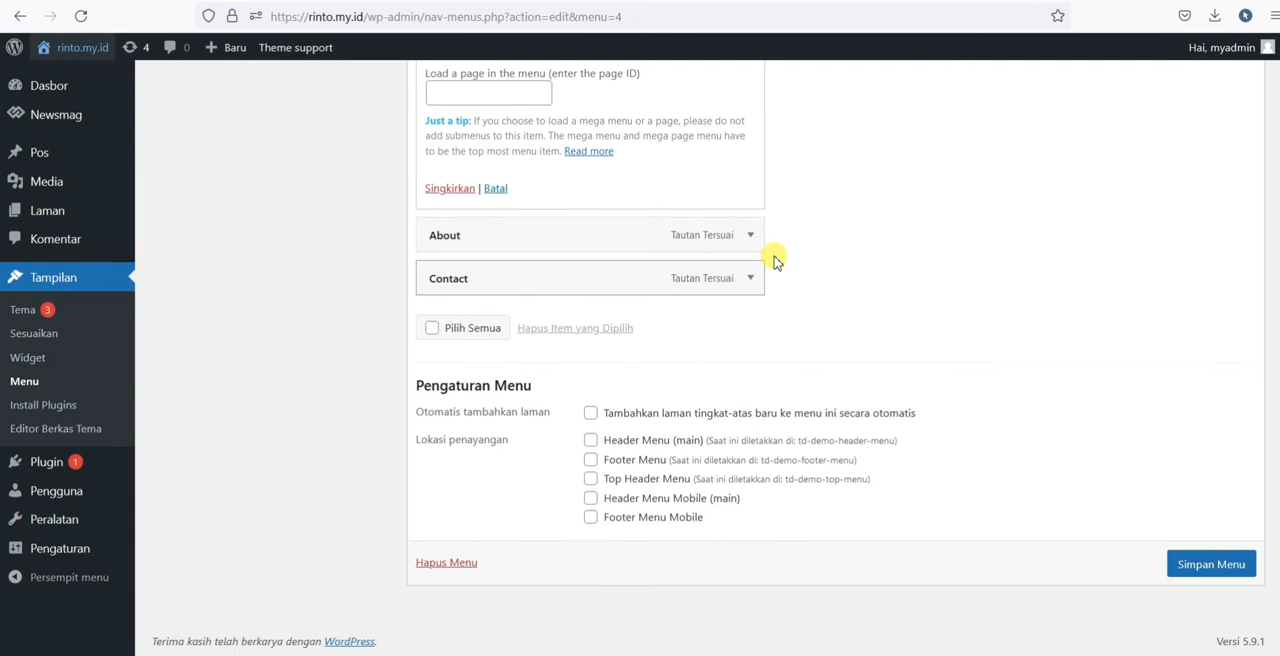 https://rinto.my.id/wp-admin/nav-menus.php?action=edit&menu=4
rinto.my.id 4 0 Baru Theme support Hai, myadmin
Dasbor
Newsmag
Pos
Media
Laman
Komentar
Tampilan
Tema 3
Sesuaikan
Widget
Menu
Install Plugins
Editor Berkas Tema
Plugin 1
Pengguna
Peralatan
Pengaturan
Persempit menu
Load a page in the menu (enter the page ID)
Just a tip: If you choose to load a mega menu or a page, please do not
add submenus to this item. The mega menu and mega page menu have
to be the top most menu item. Read more
Singkirkan | Batal
About Tautan Tersuai
Contact Tautan Tersuai
Pilih Semua Hapus Item yang Dipilih
Pengaturan Menu
Otomatis tambahkan laman Tambahkan laman tingkat-atas baru ke menu ini secara otomatis
Lokasi penayangan Header Menu (main) (Saat ini diletakkan di: td-demo-header-menu)
Footer Menu (Saat ini diletakkan di: td-demo-footer-menu)
Top Header Menu (Saat ini diletakkan di: td-demo-top-menu)
Header Menu Mobile (main)
Footer Menu Mobile
Hapus Menu Simpan Menu
Terima kasih telah berkarya dengan WordPress. Versi 5.9.1